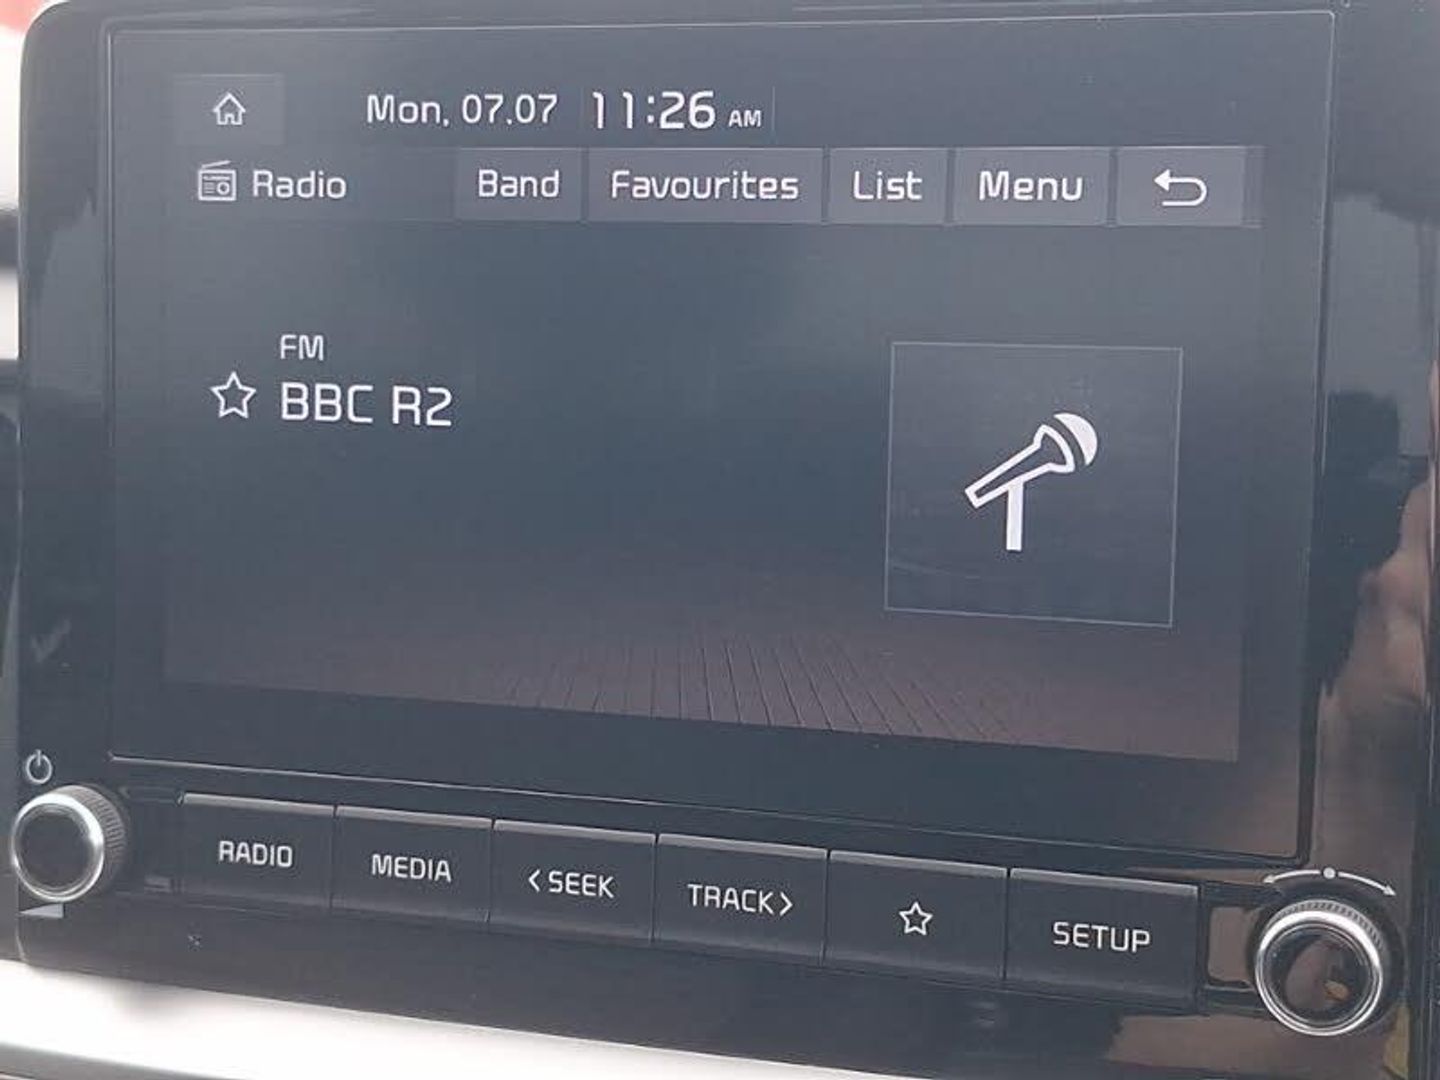 Mon, 07.07 11:26 AM
Radio Band Favourites List Menu
FM
BBC R2
RADIO MEDIA <SEEK TRACK> SETUP